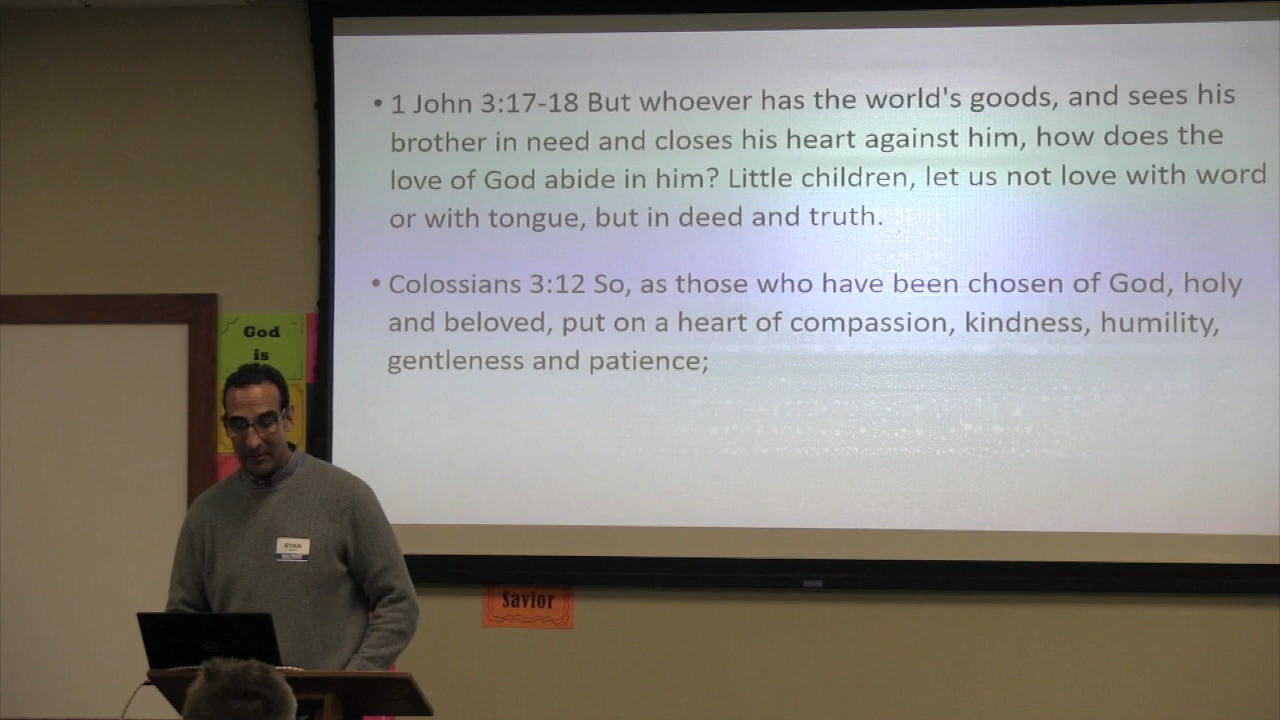 • 1 John 3:17-18 But whoever has the world's goods, and sees his
brother in need and closes his heart against him, how does the
love of God abide in him? Little children, let us not love with word
or with tongue, but in deed and truth.
• Colossians 3:12 So, as those who have been chosen of God, holy
and beloved, put on a heart of compassion, kindness, humility,
gentleness and patience;
God
is
RYAN
Savior